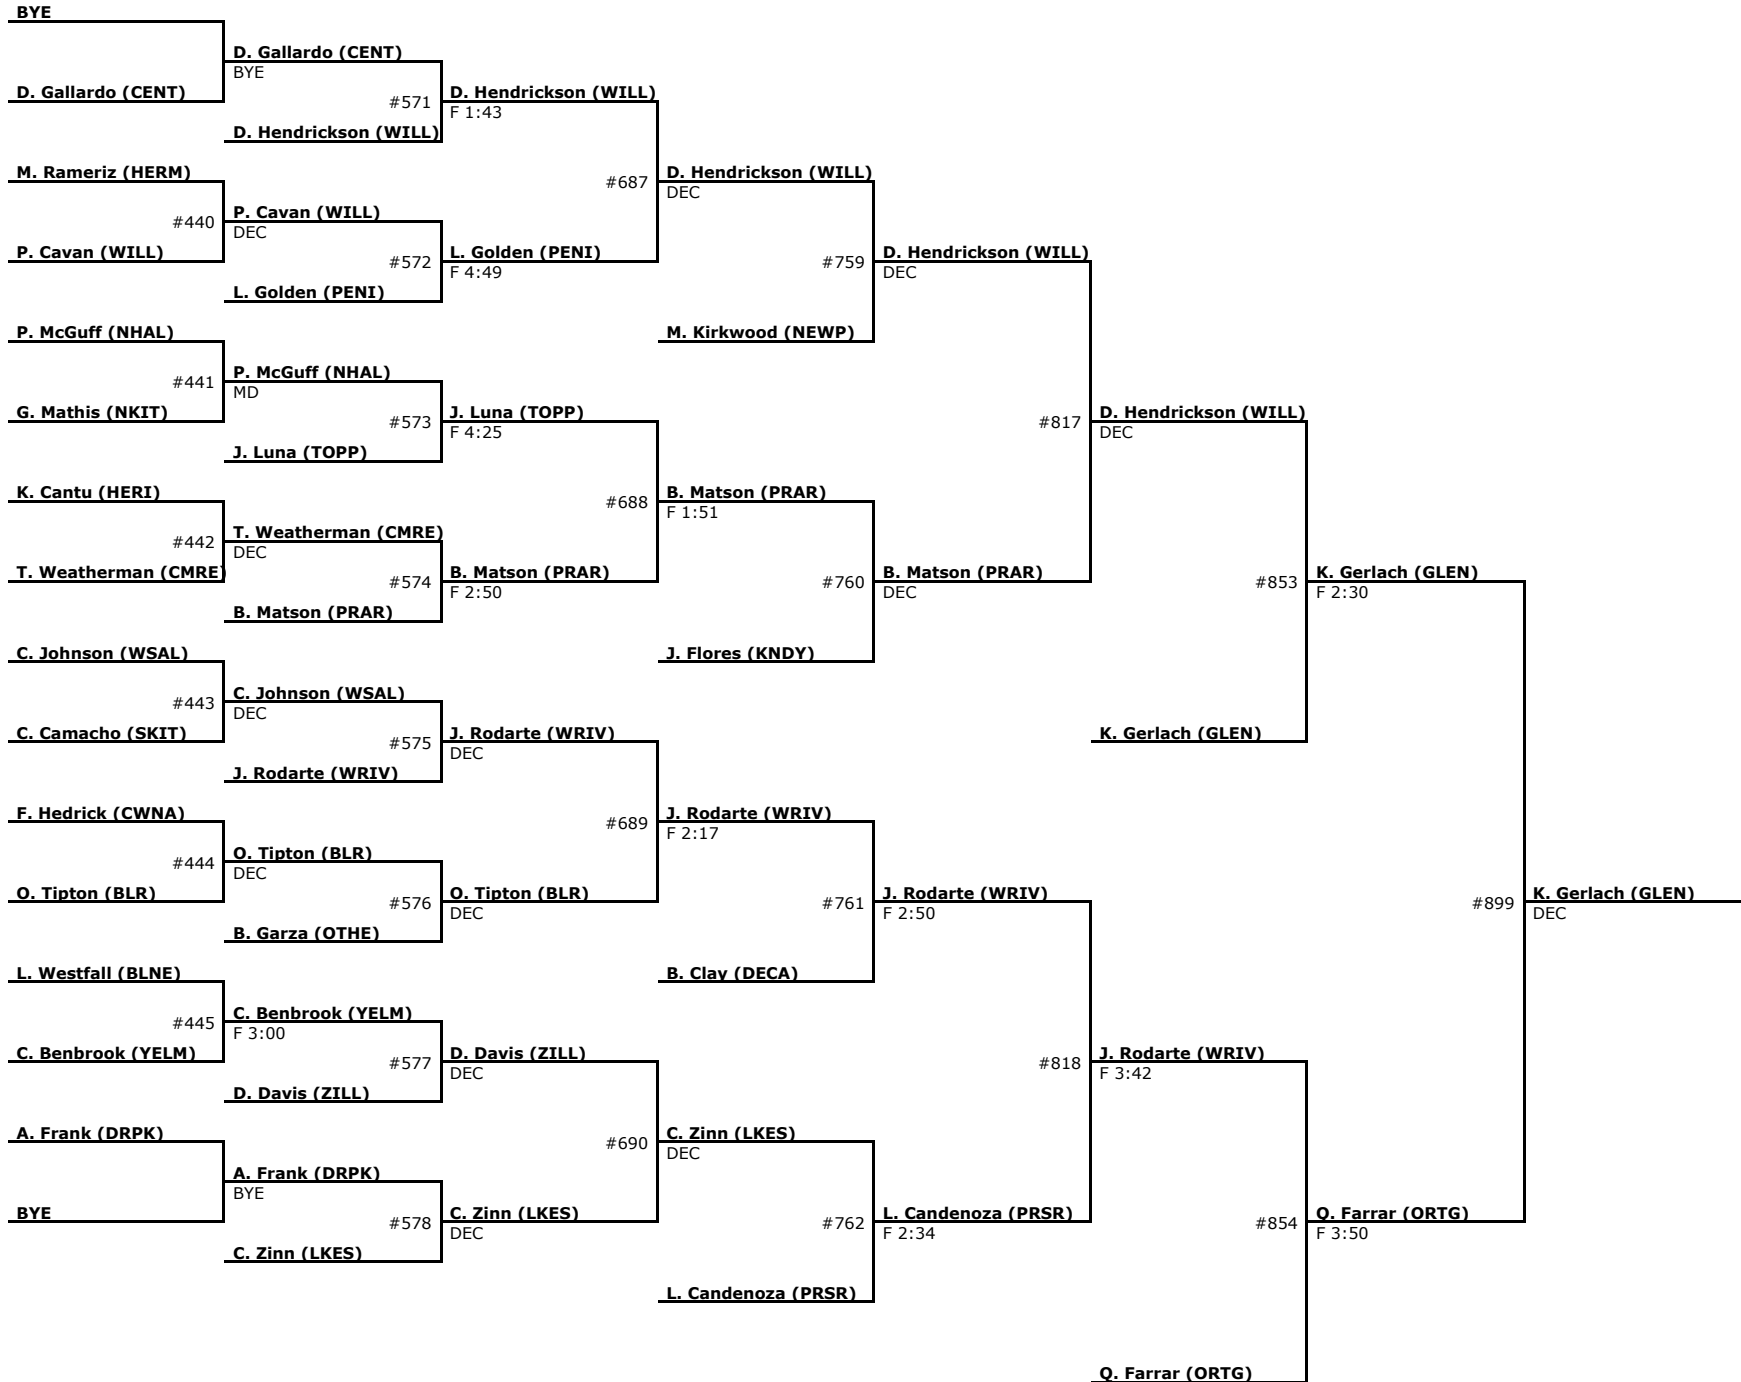 BYE
D. Gallardo (CENT)
BYE
D. Gallardo (CENT)
#571
D. Hendrickson (WILL)
F 1:43
D. Hendrickson (WILL)
M. Rameriz (HERM)
#687
D. Hendrickson (WILL)
DEC
#440
P. Cavan (WILL)
DEC
P. Cavan (WILL)
#572
L. Golden (PENI)
F 4:49
#759
D. Hendrickson (WILL)
DEC
L. Golden (PENI)
P. McGuff (NHAL)
M. Kirkwood (NEWP)
#441
P. McGuff (NHAL)
MD
G. Mathis (NKIT)
#573
J. Luna (TOPP)
F 4:25
#817
D. Hendrickson (WILL)
DEC
J. Luna (TOPP)
K. Cantu (HERI)
#688
B. Matson (PRAR)
F 1:51
#442
T. Weatherman (CMRE)
DEC
T. Weatherman (CMRE)
#574
B. Matson (PRAR)
F 2:50
#760
B. Matson (PRAR)
DEC
#853
K. Gerlach (GLEN)
F 2:30
B. Matson (PRAR)
C. Johnson (WSAL)
J. Flores (KNDY)
#443
C. Johnson (WSAL)
DEC
C. Camacho (SKIT)
#575
J. Rodarte (WRIV)
DEC
K. Gerlach (GLEN)
J. Rodarte (WRIV)
F. Hedrick (CWNA)
#689
J. Rodarte (WRIV)
F 2:17
#444
O. Tipton (BLR)
DEC
O. Tipton (BLR)
#576
O. Tipton (BLR)
DEC
#761
J. Rodarte (WRIV)
F 2:50
#899
K. Gerlach (GLEN)
DEC
B. Garza (OTHE)
L. Westfall (BLNE)
B. Clay (DECA)
#445
C. Benbrook (YELM)
F 3:00
C. Benbrook (YELM)
#577
D. Davis (ZILL)
DEC
#818
J. Rodarte (WRIV)
F 3:42
D. Davis (ZILL)
A. Frank (DRPK)
#690
C. Zinn (LKES)
DEC
A. Frank (DRPK)
BYE
BYE
#578
C. Zinn (LKES)
DEC
#762
L. Candenoza (PRSR)
F 2:34
#854
Q. Farrar (ORTG)
F 3:50
C. Zinn (LKES)
L. Candenoza (PRSR)
Q. Farrar (ORTG)